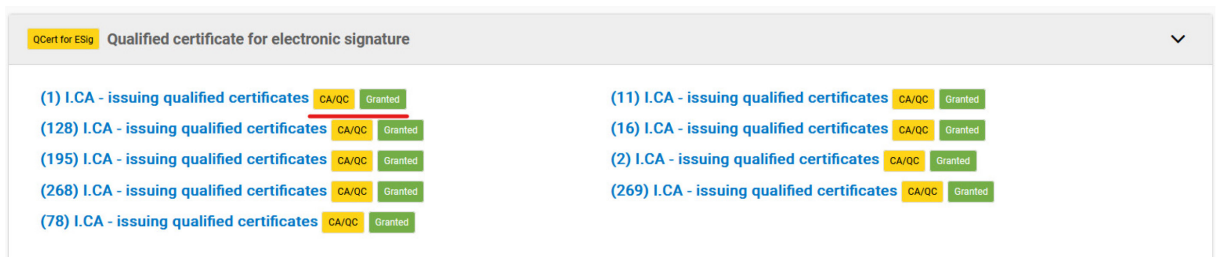 QCert for ESig Qualified certificate for electronic signature
(1) I.CA - issuing qualified certificates CA/QC Granted
(128) I.CA - issuing qualified certificates CA/QC Granted
(195) I.CA - issuing qualified certificates CA/QC Granted
(268) I.CA - issuing qualified certificates CA/QC Granted
(78) I.CA - issuing qualified certificates CA/QC Granted
(11) I.CA - issuing qualified certificates CA/QC Granted
(16) I.CA - issuing qualified certificates CA/QC Granted
(2) I.CA - issuing qualified certificates CA/QC Granted
(269) I.CA - issuing qualified certificates CA/QC Granted